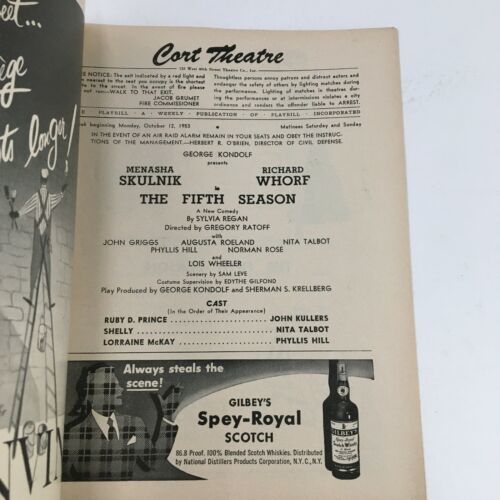 Cort Theatre
FIRE NOTICE: The exit indicated by a red light and
nearest to the seat you occupy is the shortest
route to the street. In the event of fire please
WALK TO THAT EXIT.
JACOB GRUMET
FIRE COMMISSIONER
Thoughtless persons annoy patrons and distract actors and
endanger the safety of others by lighting matches during
the performance. Lighting of matches in theatres during
the performances or at intermissions violates a city
ordinance and renders the offender liable to ARREST.
PLAYBILL • A • WEEKLY • PUBLICATION • OF • PLAYBILL • INCORPORATED
beginning Monday, October 12, 1953
Matinees Saturday and Sunday
IN THE EVENT OF AN AIR RAID ALARM REMAIN IN YOUR SEATS AND OBEY THE INSTRUC-
TIONS OF THE MANAGEMENT.—HERBERT R. O'BRIEN, DIRECTOR OF CIVIL DEFENSE.
GEORGE KONDOLF
presents
MENASHA RICHARD
SKULNIK WHORF
in
THE FIFTH SEASON
A New Comedy
By SYLVIA REGAN
Directed by GREGORY RATOFF
with
JOHN GRIGGS AUGUSTA ROELAND NITA TALBOT
PHYLLIS HILL NORMAN ROSE
and
LOIS WHEELER
Scenery by SAM LEVE
Costume Supervision by EDYTHE GILFOND
Play Produced by GEORGE KONDOLF and SHERMAN S. KRELLBERG
CAST
(In the Order of Their Appearance)
RUBY D. PRINCE JOHN KULLERS
SHELLY NITA TALBOT
LORRAINE McKAY PHYLLIS HILL
Always steals the
scene!
GILBEY'S
Spey-Royal
SCOTCH
86.8 Proof. 100% Blended Scotch Whiskies. Distributed
by National Distillers Products Corporation, N.Y.C., N.Y.
GILBEY'S
longer